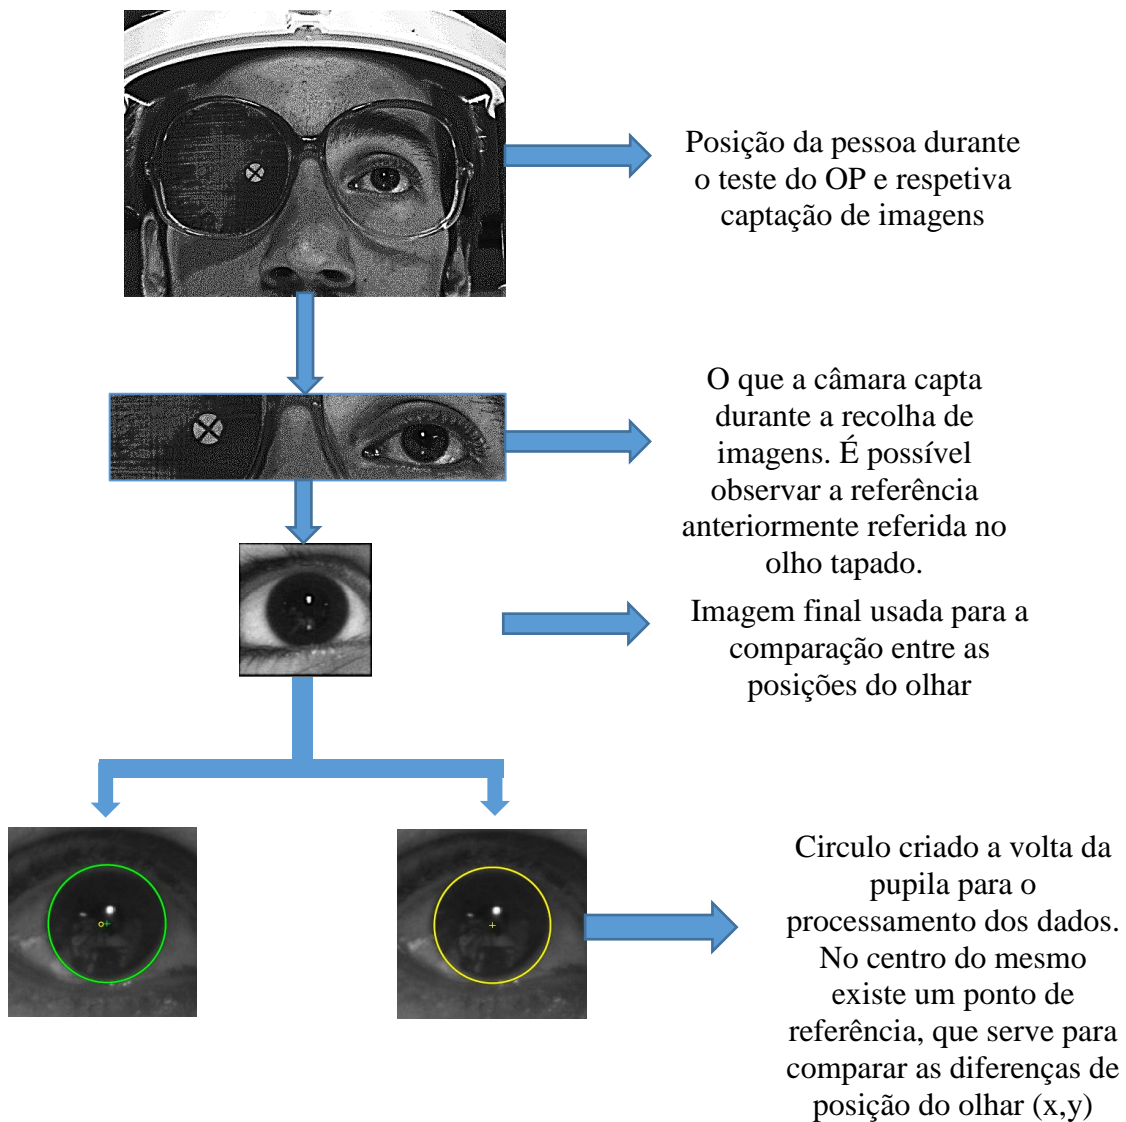 Posição da pessoa durante
o teste do OP e respetiva
captação de imagens
O que a câmara capta
durante a recolha de
imagens. É possível
observar a referência
anteriormente referida no
olho tapado.
Imagem final usada para a
comparação entre as
posições do olhar
Circulo criado a volta da
pupila para o
processamento dos dados.
No centro do mesmo
existe um ponto de
referência, que serve para
comparar as diferenças de
posição do olhar (x,y)